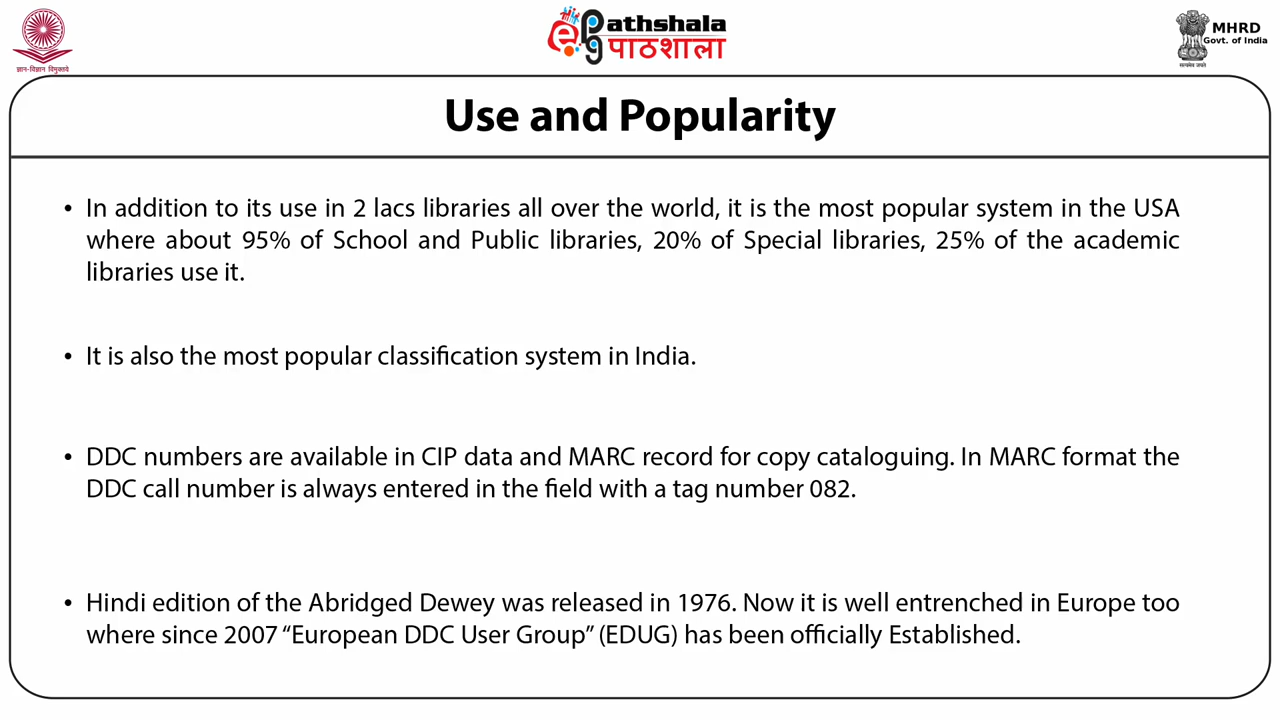 ज्ञान-विज्ञान विमुक्तये
epg
athshala
पाठशाला
MHRD
Govt. of India
सत्यमेव जयते
Use and Popularity
• In addition to its use in 2 lacs libraries all over the world, it is the most popular system in the USA
where about 95% of School and Public libraries, 20% of Special libraries, 25% of the academic
libraries use it.
• It is also the most popular classification system in India.
• DDC numbers are available in CIP data and MARC record for copy cataloguing. In MARC format the
DDC call number is always entered in the field with a tag number 082.
• Hindi edition of the Abridged Dewey was released in 1976. Now it is well entrenched in Europe too
where since 2007 “European DDC User Group” (EDUG) has been officially Established.